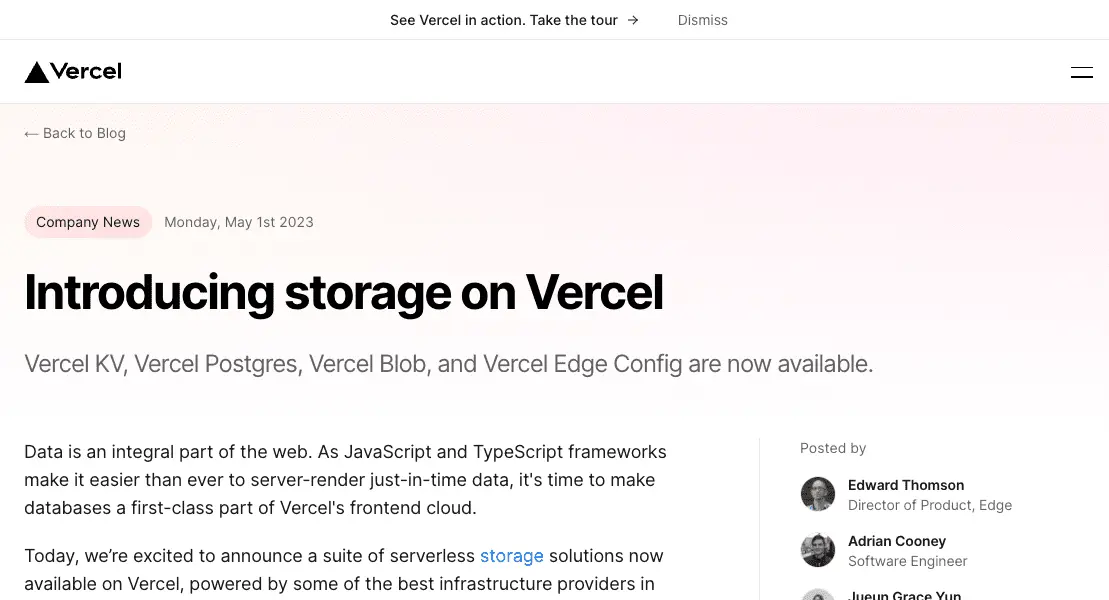 See Vercel in action. Take the tour →
Dismiss
Vercel
← Back to Blog
Company News
Monday, May 1st 2023
Introducing storage on Vercel
Vercel KV, Vercel Postgres, Vercel Blob, and Vercel Edge Config are now available.
Data is an integral part of the web. As JavaScript and TypeScript frameworks
make it easier than ever to server-render just-in-time data, it's time to make
databases a first-class part of Vercel's frontend cloud.
Today, we’re excited to announce a suite of serverless storage solutions now
available on Vercel, powered by some of the best infrastructure providers in
Posted by
Edward Thomson
Director of Product, Edge
Adrian Cooney
Software Engineer
Jueun Grace Yun